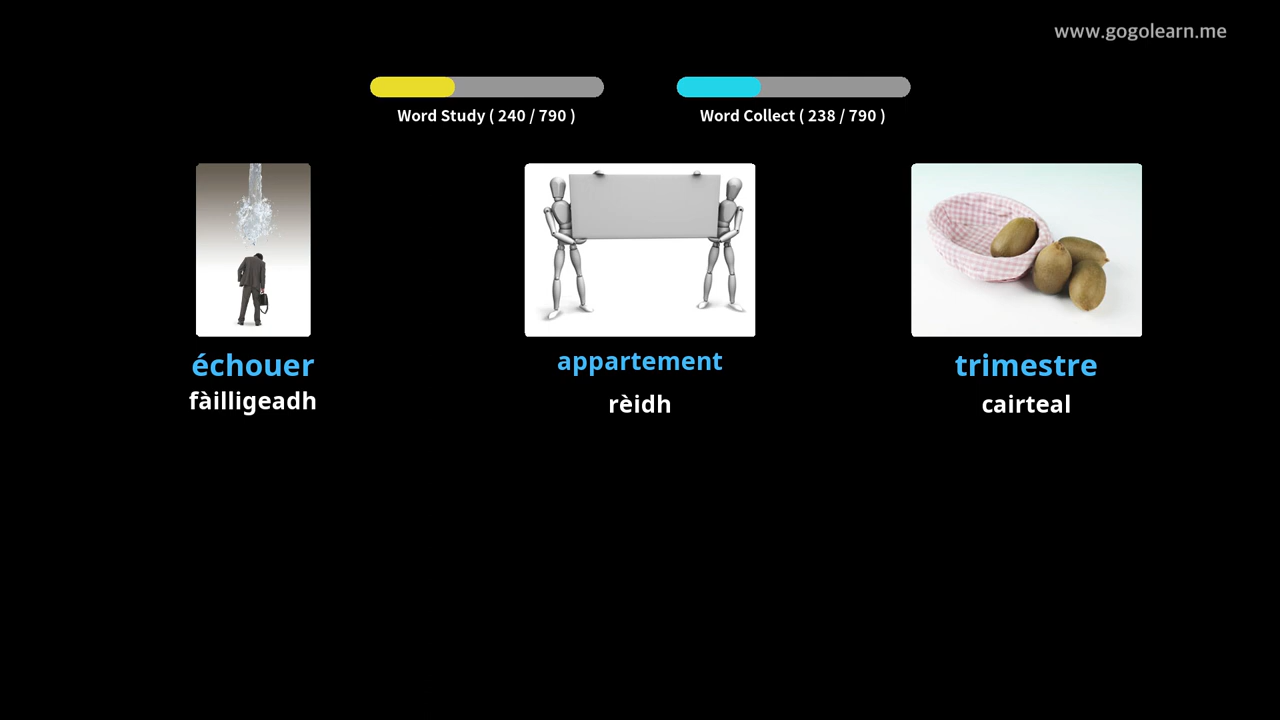 www.gogolearn.me
Word Study ( 240 / 790 )
Word Collect ( 238 / 790 )
échouer
fàilligeadh
appartement
rèidh
trimestre
cairteal